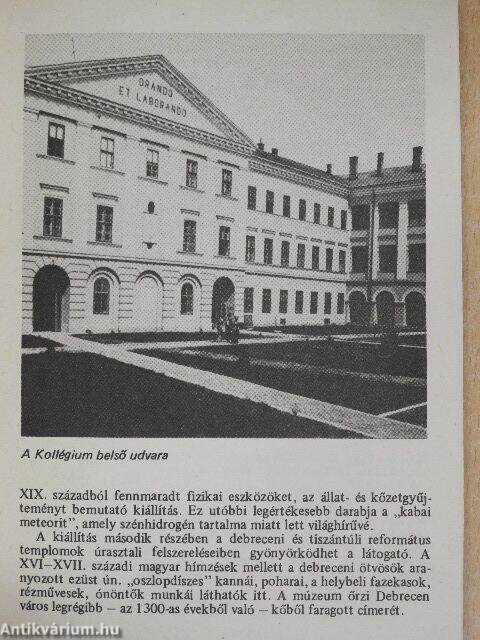 ORANDO
ET LABORANDO
A Kollégium belső udvara
XIX. századból fennmaradt fizikai eszközöket, az állat- és kőzetgyűj-
teményt bemutató kiállítás. Ez utóbbi legértékesebb darabja a „kabai
meteorit”, amely szénhidrogén tartalma miatt lett világhírűvé.
A kiállítás második részében a debreceni és tiszántúli református
templomok úrasztali felszereléseiben gyönyörködhet a látogató. A
XVI–XVII. századi magyar hímzések mellett a debreceni ötvösök ara-
nyozott ezüst ún. „oszlopdíszes” kannái, poharai, a helybeli fazekasok,
rézművesek, ónöntők munkái láthatók itt. A múzeum őrzi Debrecen
város legrégibb – az 1300-as évekből való – kőből faragott címerét.
Antikvárium.hu